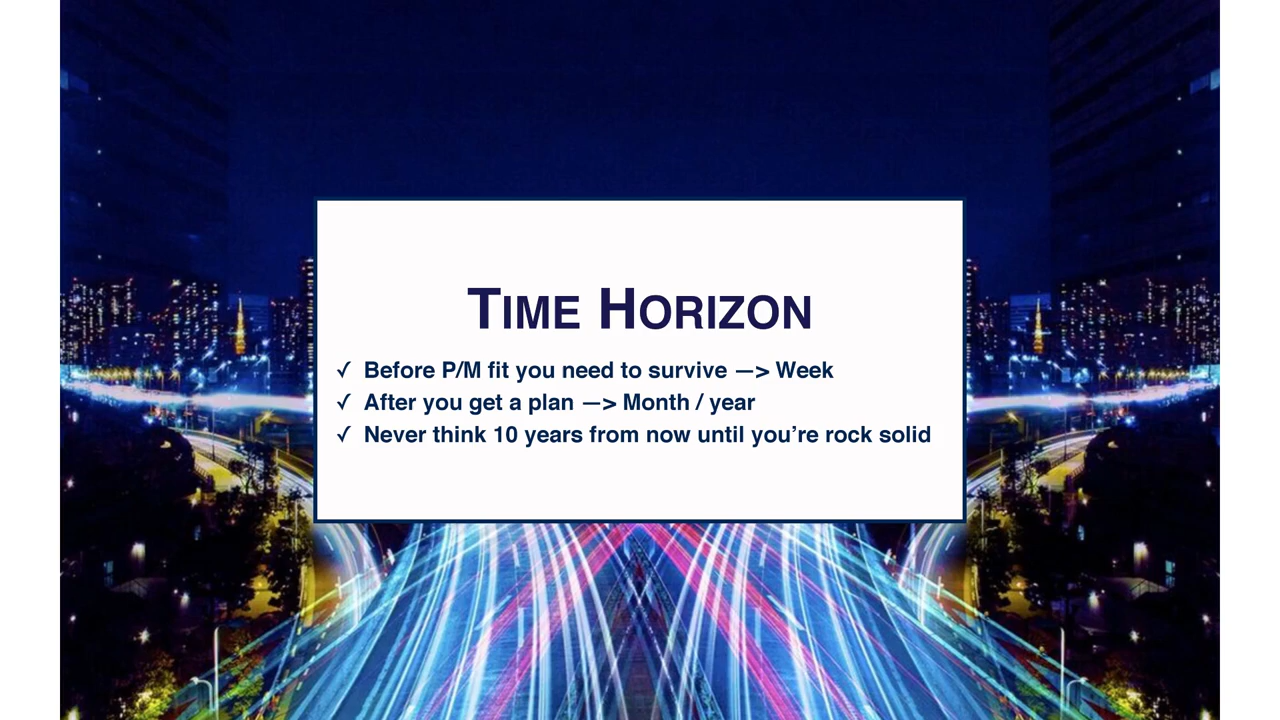 Time Horizon
✓ Before P/M fit you need to survive —> Week
✓ After you get a plan —> Month / year
✓ Never think 10 years from now until you’re rock solid